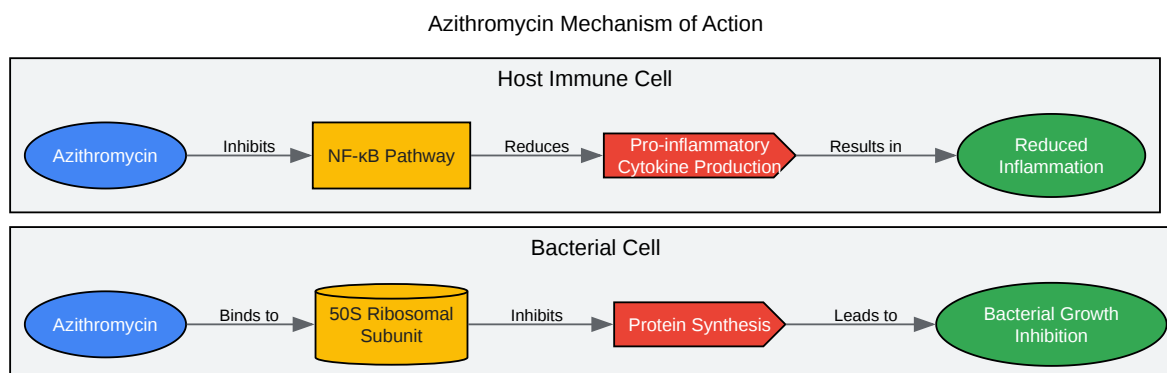 Azithromycin Mechanism of Action
Host Immune Cell
Azithromycin
Inhibits
NF-κB Pathway
Reduces
Pro-inflammatory
Cytokine Production
Results in
Reduced
Inflammation
Bacterial Cell
Azithromycin
Binds to
50S Ribosomal
Subunit
Inhibits
Protein Synthesis
Leads to
Bacterial Growth
Inhibition